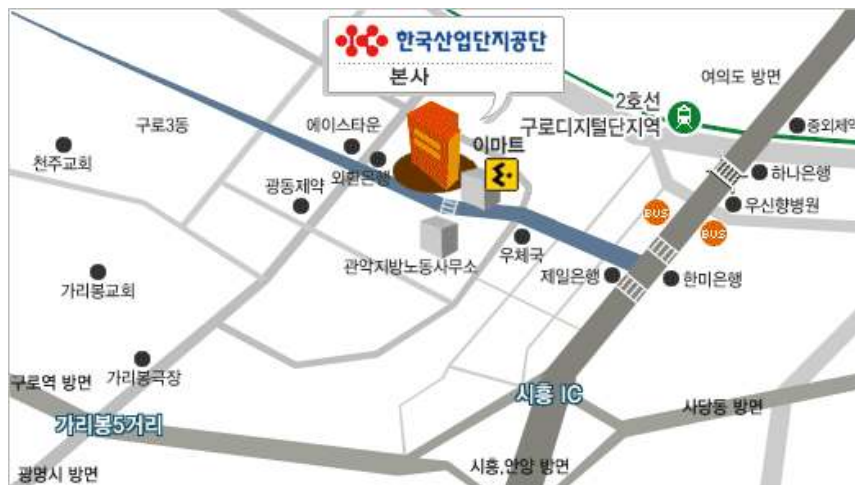 한국산업단지공단
본사
여의도 방면
2호선
구로디지털단지역
중외제약
구로3동
에이스타운
이마트
천주교회
외환은행
하나은행
광동제약
우신향병원
BUS
BUS
우체국
관악지방노동사무소
제일은행
한미은행
가리봉교회
구로역 방면
가리봉극장
시흥 IC
사당동 방면
가리봉5거리
광명시 방면
시흥,안양 방면